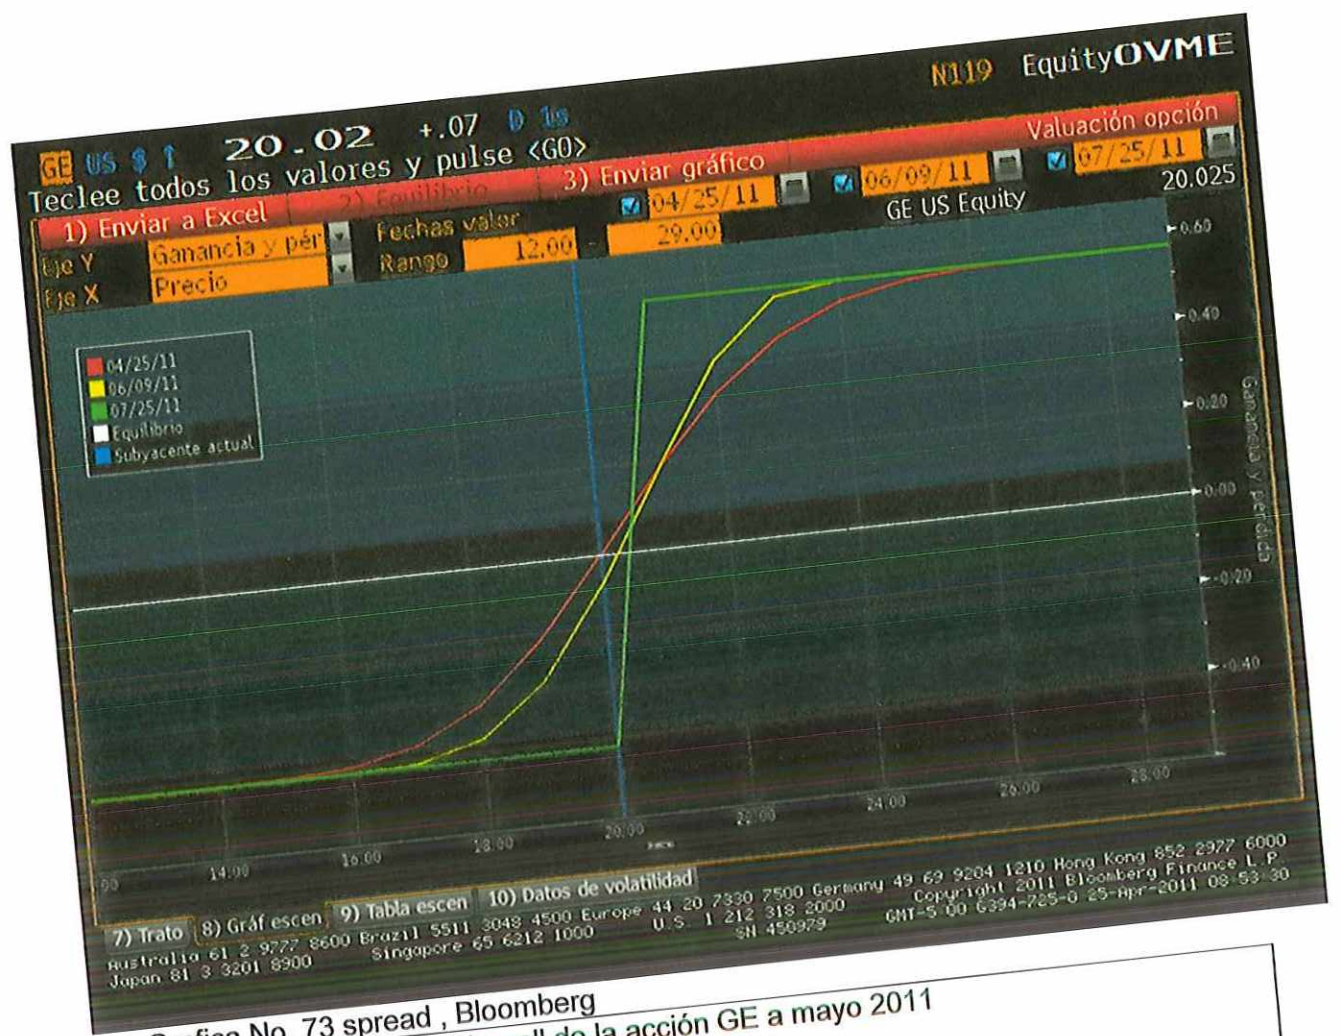 N119 EquityOVME
GE US $ ↑ 20.02 +.07 D 1s
Teclee todos los valores y pulse <GO>
1) Enviar a Excel 2) Equilibrio 3) Enviar gráfico Valuación opción
Eje Y Ganancia y pér Fechas valor 04/25/11 06/09/11 07/25/11
Eje X Precio Rango 12.00 - 29.00 GE US Equity 20.025
04/25/11
06/09/11
07/25/11
Equilibrio
Subyacente actual
0.60
0.40
0.20
0.00
-0.20
-0.40
Ganancia y pérdida
14.00 16.00 18.00 20.00 22.00 24.00 26.00 28.00
7) Trato 8) Gráf escen 9) Tabla escen 10) Datos de volatilidad
Australia 61 2 9777 8600 Brazil 5511 3048 4500 Europe 44 20 7330 7500 Germany 49 69 9204 1210 Hong Kong 852 2977 6000
Japan 81 3 3201 8900 Singapore 65 6212 1000 U.S. 1 212 318 2000 Copyright 2011 Bloomberg Finance L.P.
SN 450979 GMT-5:00 G394-725-0 25-Apr-2011 08:53:30
No. 73 spread , Bloomberg
de la acción GE a mayo 2011